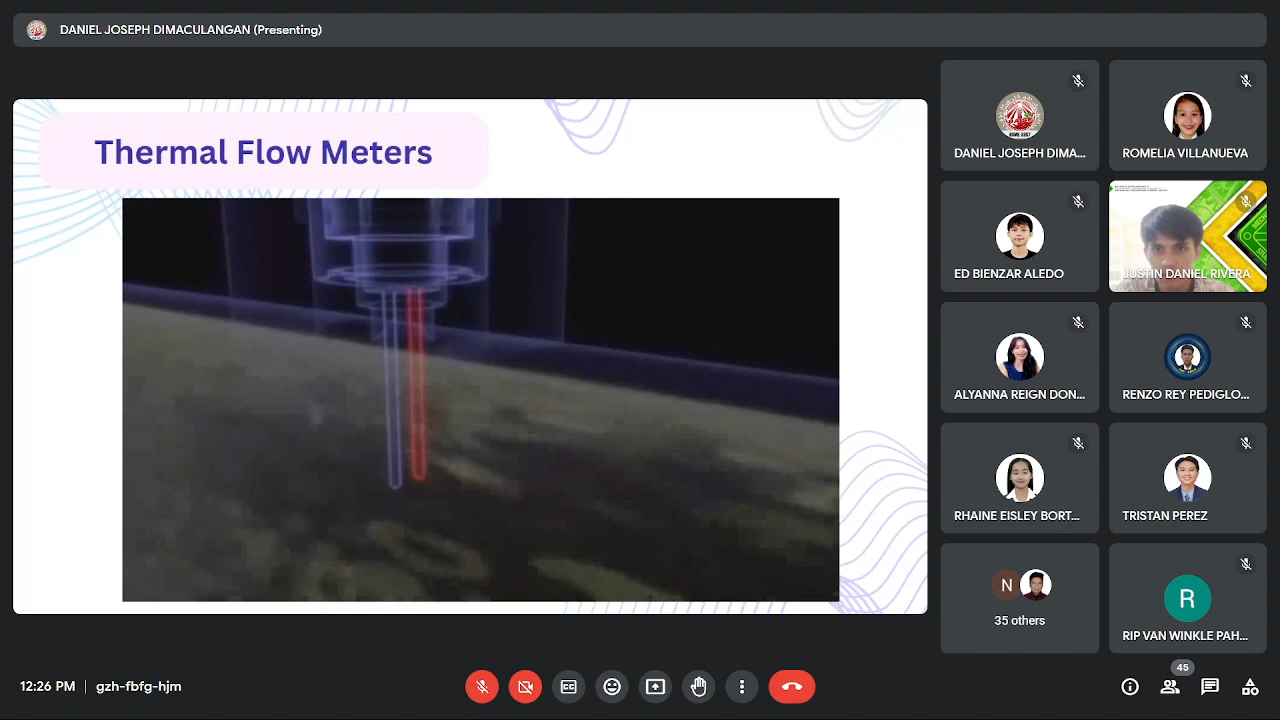 DANIEL JOSEPH DIMACULANGAN (Presenting)
Thermal Flow Meters
DANIEL JOSEPH DIMA...
ROMELIA VILLANUEVA
ED BIENZAR ALEDO
JUSTIN DANIEL RIVERA
ALYANNA REIGN DON...
RENZO REY PEDIGLO...
RHAINE EISLEY BORT...
TRISTAN PEREZ
N
35 others
R
RIP VAN WINKLE PAH...
12:26 PM | gzh-fbfg-hjm
45